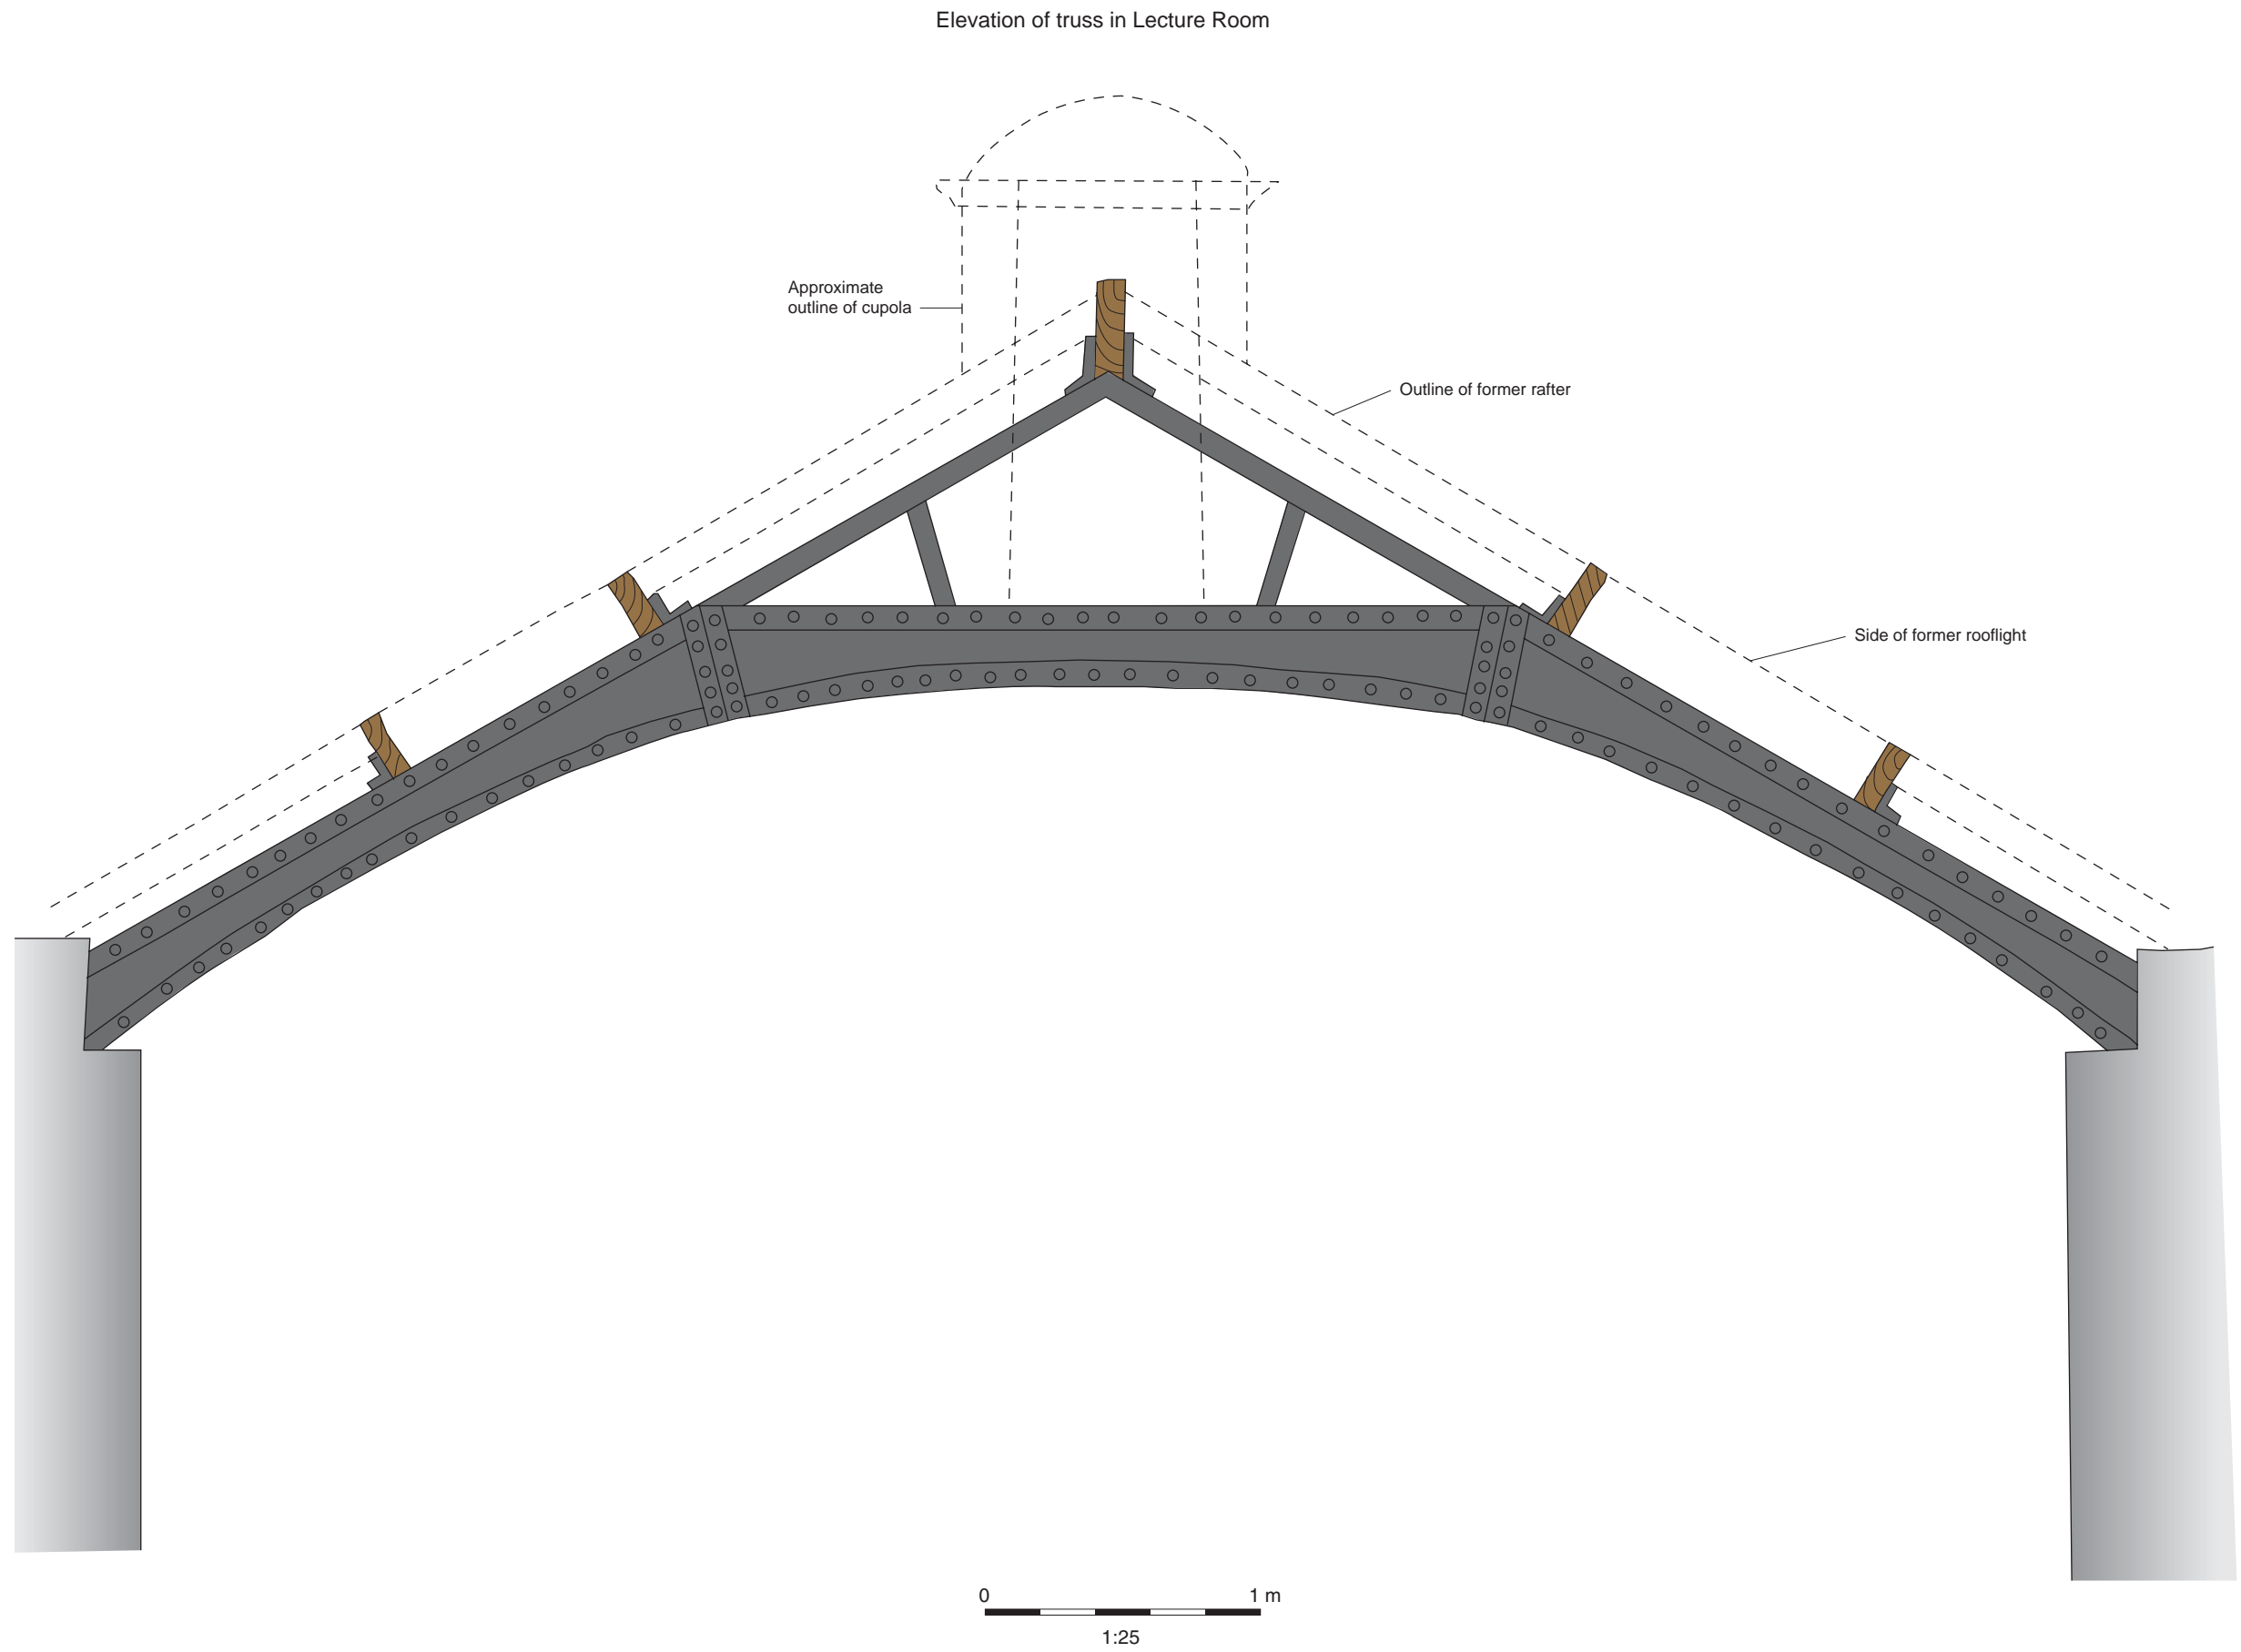 Elevation of truss in Lecture Room
Approximate
outline of cupola
Outline of former rafter
Side of former rooflight
0 1 m
1:25